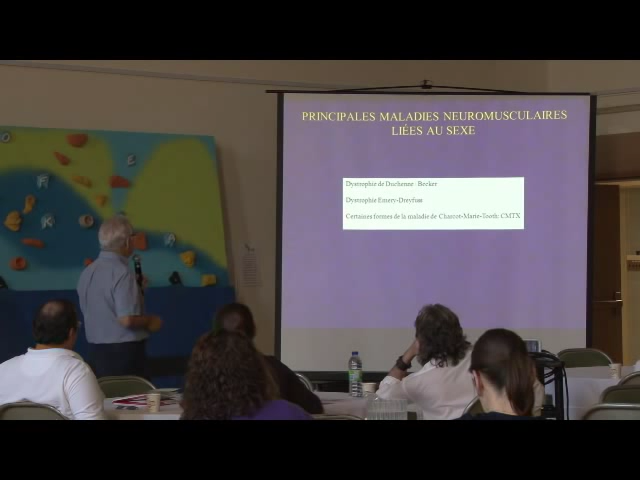 PRINCIPALES MALADIES NEUROMUSCULAIRES
LIÉES AU SEXE
Dystrophie de Duchenne Becker
Dystrophie Emery-Dreyfuss
Certaines formes de la maladie de Charcot-Marie-Tooth: CMTX